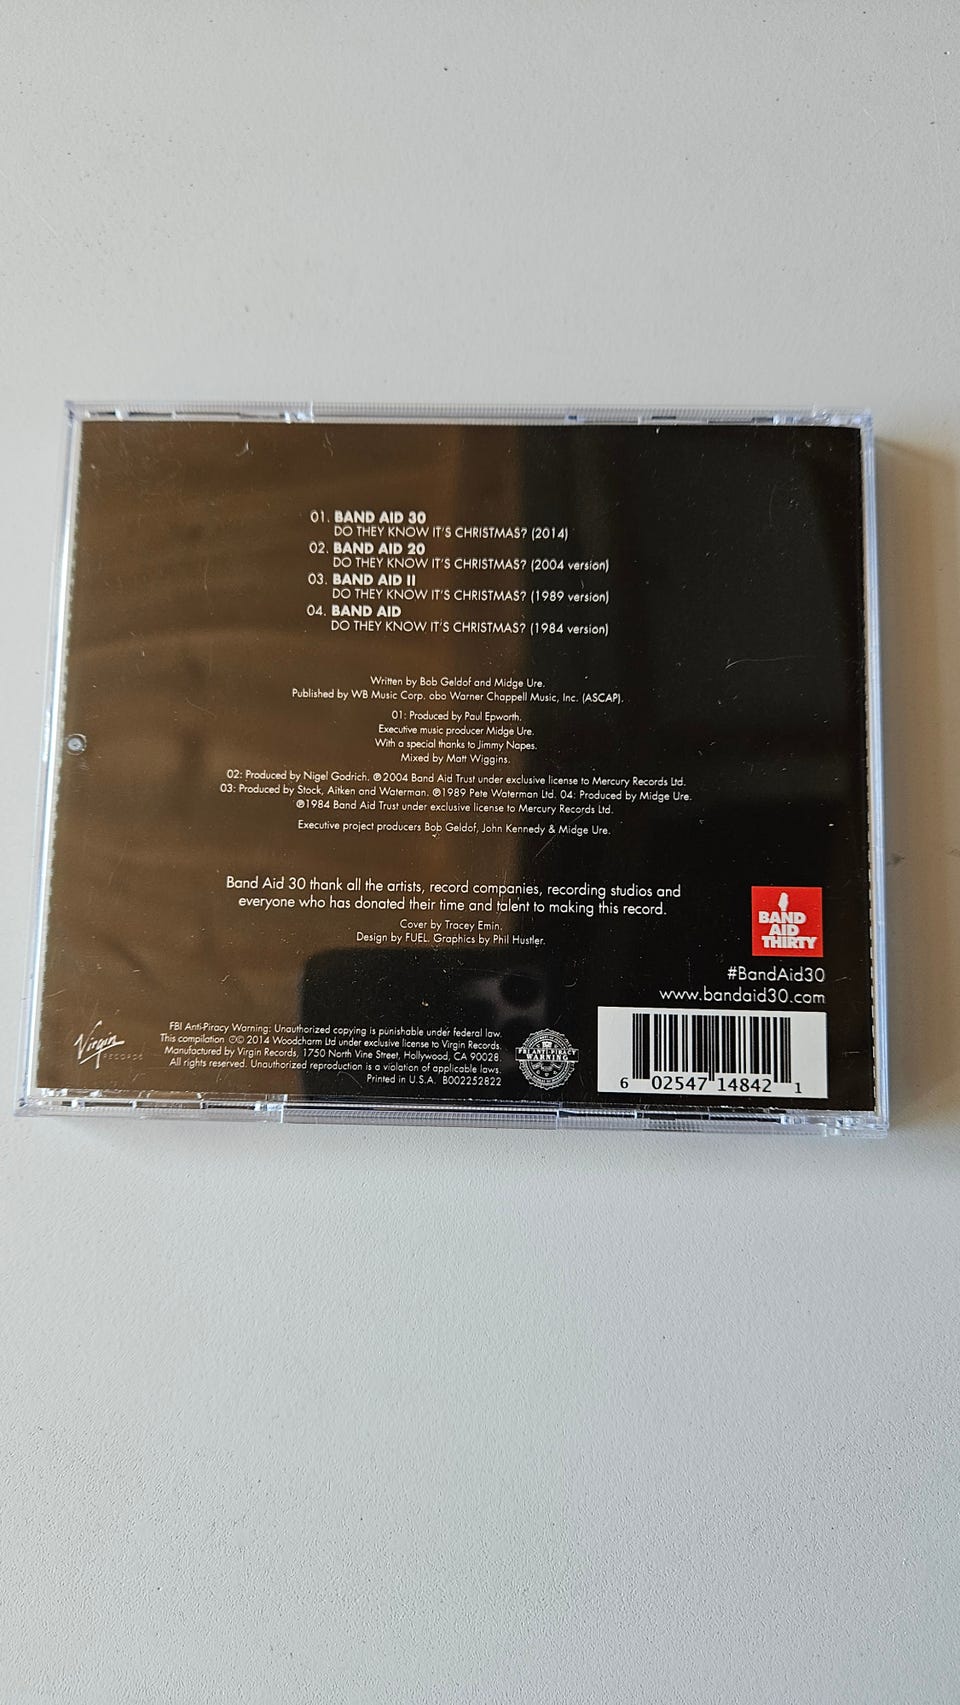 01. BAND AID 30
DO THEY KNOW IT'S CHRISTMAS? (2014)
02. BAND AID 20
DO THEY KNOW IT'S CHRISTMAS? (2004 version)
03. BAND AID II
DO THEY KNOW IT'S CHRISTMAS? (1989 version)
04. BAND AID
DO THEY KNOW IT'S CHRISTMAS? (1984 version)
Written by Bob Geldof and Midge Ure.
Published by WB Music Corp. obo Warner Chappell Music, Inc. (ASCAP).
01: Produced by Paul Epworth.
Executive music producer Midge Ure.
With a special thanks to Jimmy Napes.
Mixed by Matt Wiggins.
02: Produced by Nigel Godrich. ℗2004 Band Aid Trust under exclusive license to Mercury Records Ltd.
03: Produced by Stock, Aitken and Waterman. ℗1989 Pete Waterman Ltd. 04: Produced by Midge Ure.
℗1984 Band Aid Trust under exclusive license to Mercury Records Ltd.
Executive project producers Bob Geldof, John Kennedy & Midge Ure.
Band Aid 30 thank all the artists, record companies, recording studios and
everyone who has donated their time and talent to making this record.
Cover by Tracey Emin.
Design by FUEL. Graphics by Phil Hustler.
BAND
AID
THIRTY
#BandAid30
www.bandaid30.com
Virgin
RECORDS
FBI Anti-Piracy Warning: Unauthorized copying is punishable under federal law.
This compilation ℗© 2014 Woodcharm Ltd under exclusive license to Virgin Records.
Manufactured by Virgin Records, 1750 North Vine Street, Hollywood, CA 90028.
All rights reserved. Unauthorized reproduction is a violation of applicable laws.
Printed in U.S.A. B002252822
FBI ANTI-PIRACY
WARNING
6 02547 14842 1